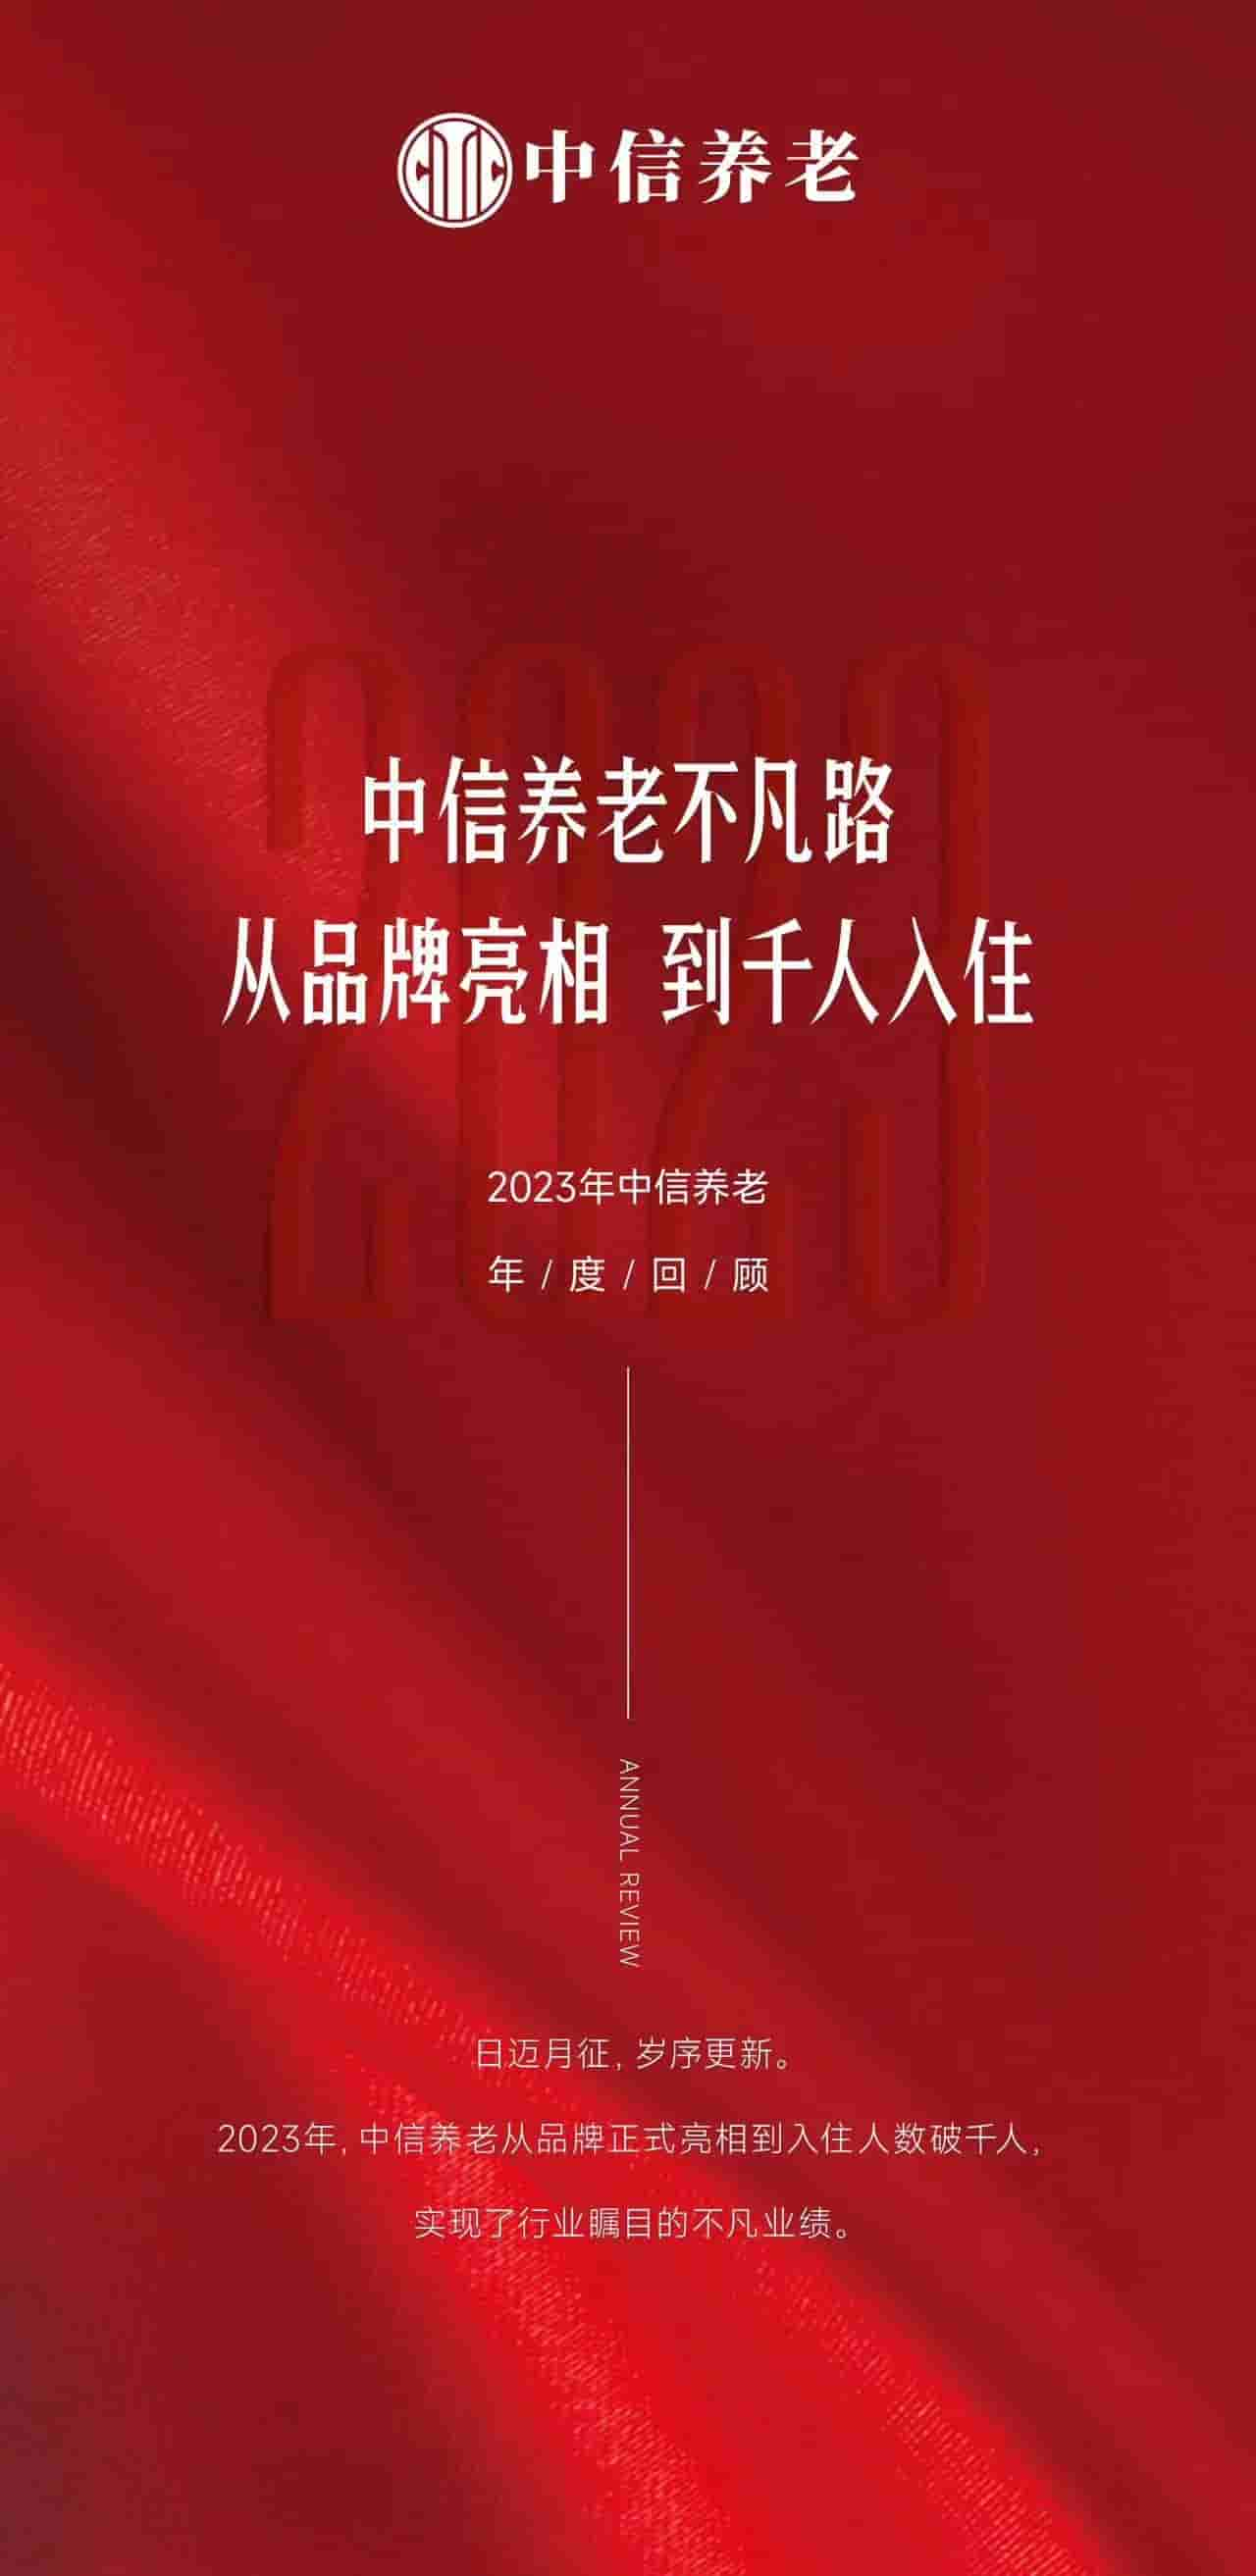 CITIC 中信养老
2023
中信养老不凡路
从品牌亮相 到千人入住
2023年中信养老
年 / 度 / 回 / 顾
ANNUAL REVIEW
日迈月征, 岁序更新。
2023年, 中信养老从品牌正式亮相到入住人数破千人,
实现了行业瞩目的不凡业绩。